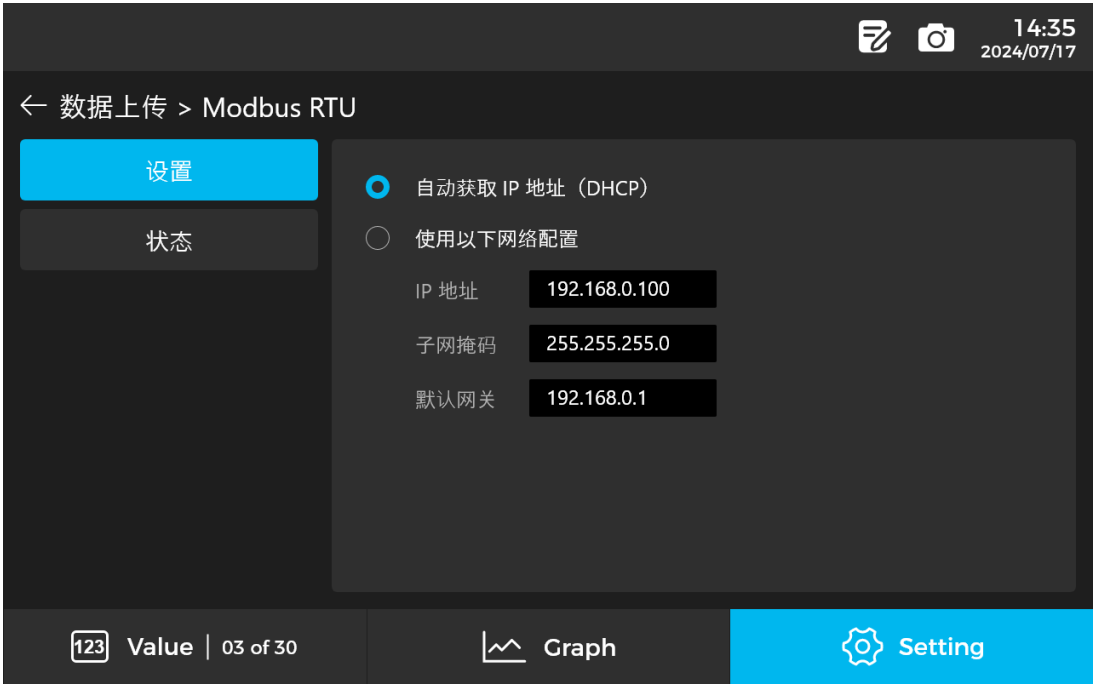 14:35
2024/07/17
数据上传 > Modbus RTU
设置
状态
自动获取 IP 地址（DHCP）
使用以下网络配置
IP 地址 192.168.0.100
子网掩码 255.255.255.0
默认网关 192.168.0.1
123 Value | 03 of 30
Graph
Setting